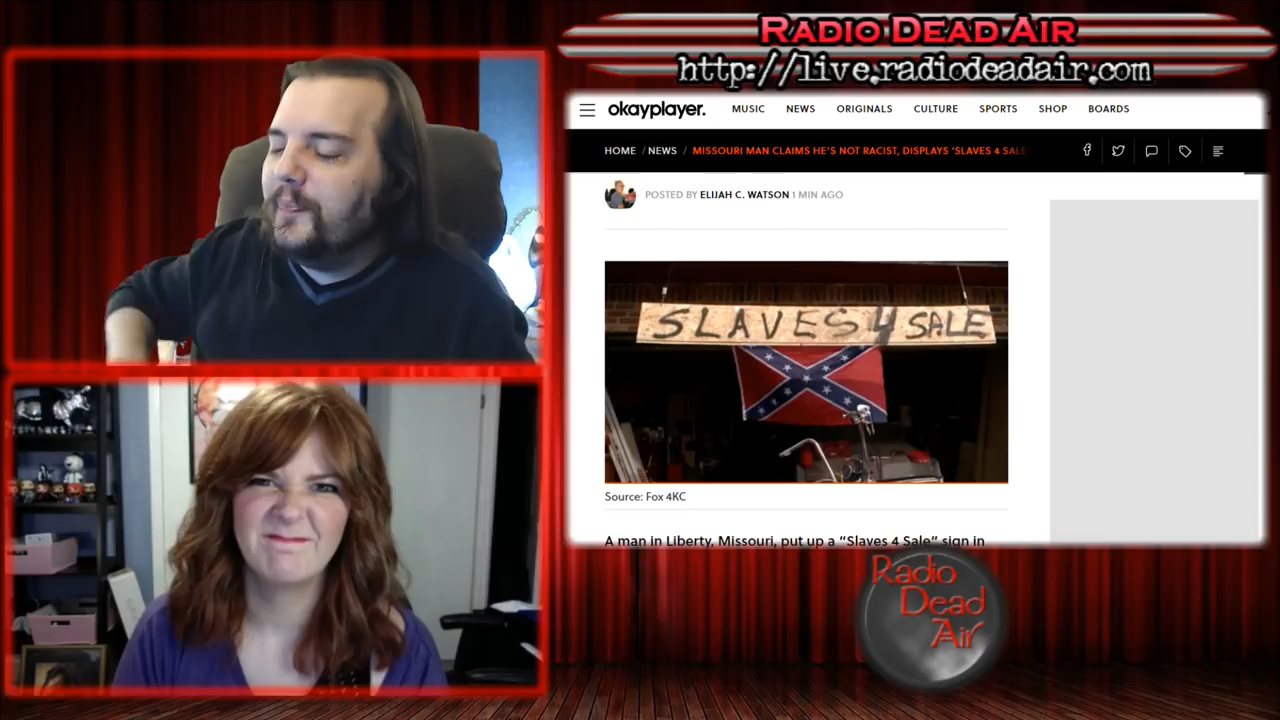 RADIO DEAD AIR
http://live.radiodeadair.com
okayplayer.
MUSIC NEWS ORIGINALS CULTURE SPORTS SHOP BOARDS
HOME / NEWS / MISSOURI MAN CLAIMS HE'S NOT RACIST, DISPLAYS 'SLAVES 4 SALE'
POSTED BY ELIJAH C. WATSON 1 MIN AGO
SLAVES 4 SALE
Source: Fox 4KC
A man in Liberty, Missouri, put up a "Slaves 4 Sale" sign in
Radio
Dead
Air